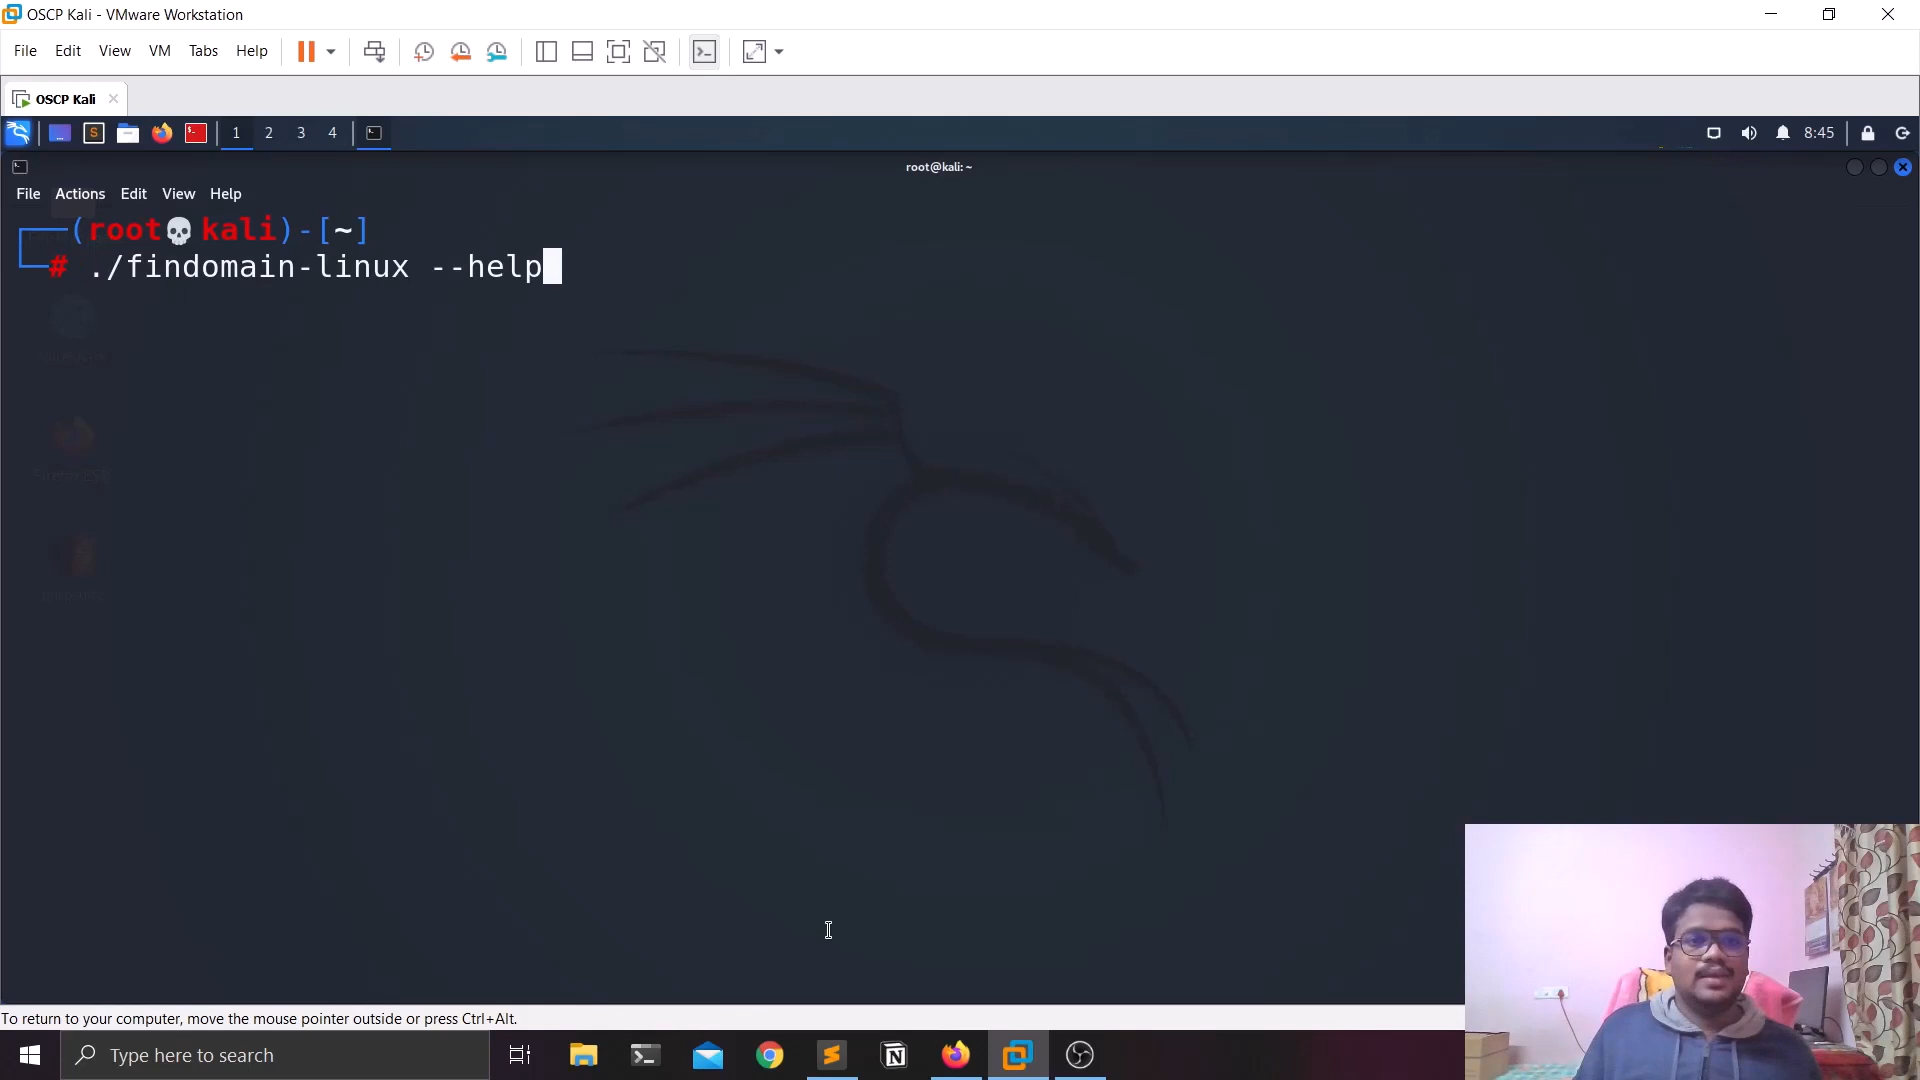 OSCP Kali - VMware Workstation
File Edit View VM Tabs Help
OSCP Kali
1 2 3 4 8:45
root@kali: ~
File Actions Edit View Help
(root💀kali)-[~]
# ./findomain-linux --help
To return to your computer, move the mouse pointer outside or press Ctrl+Alt.
Type here to search